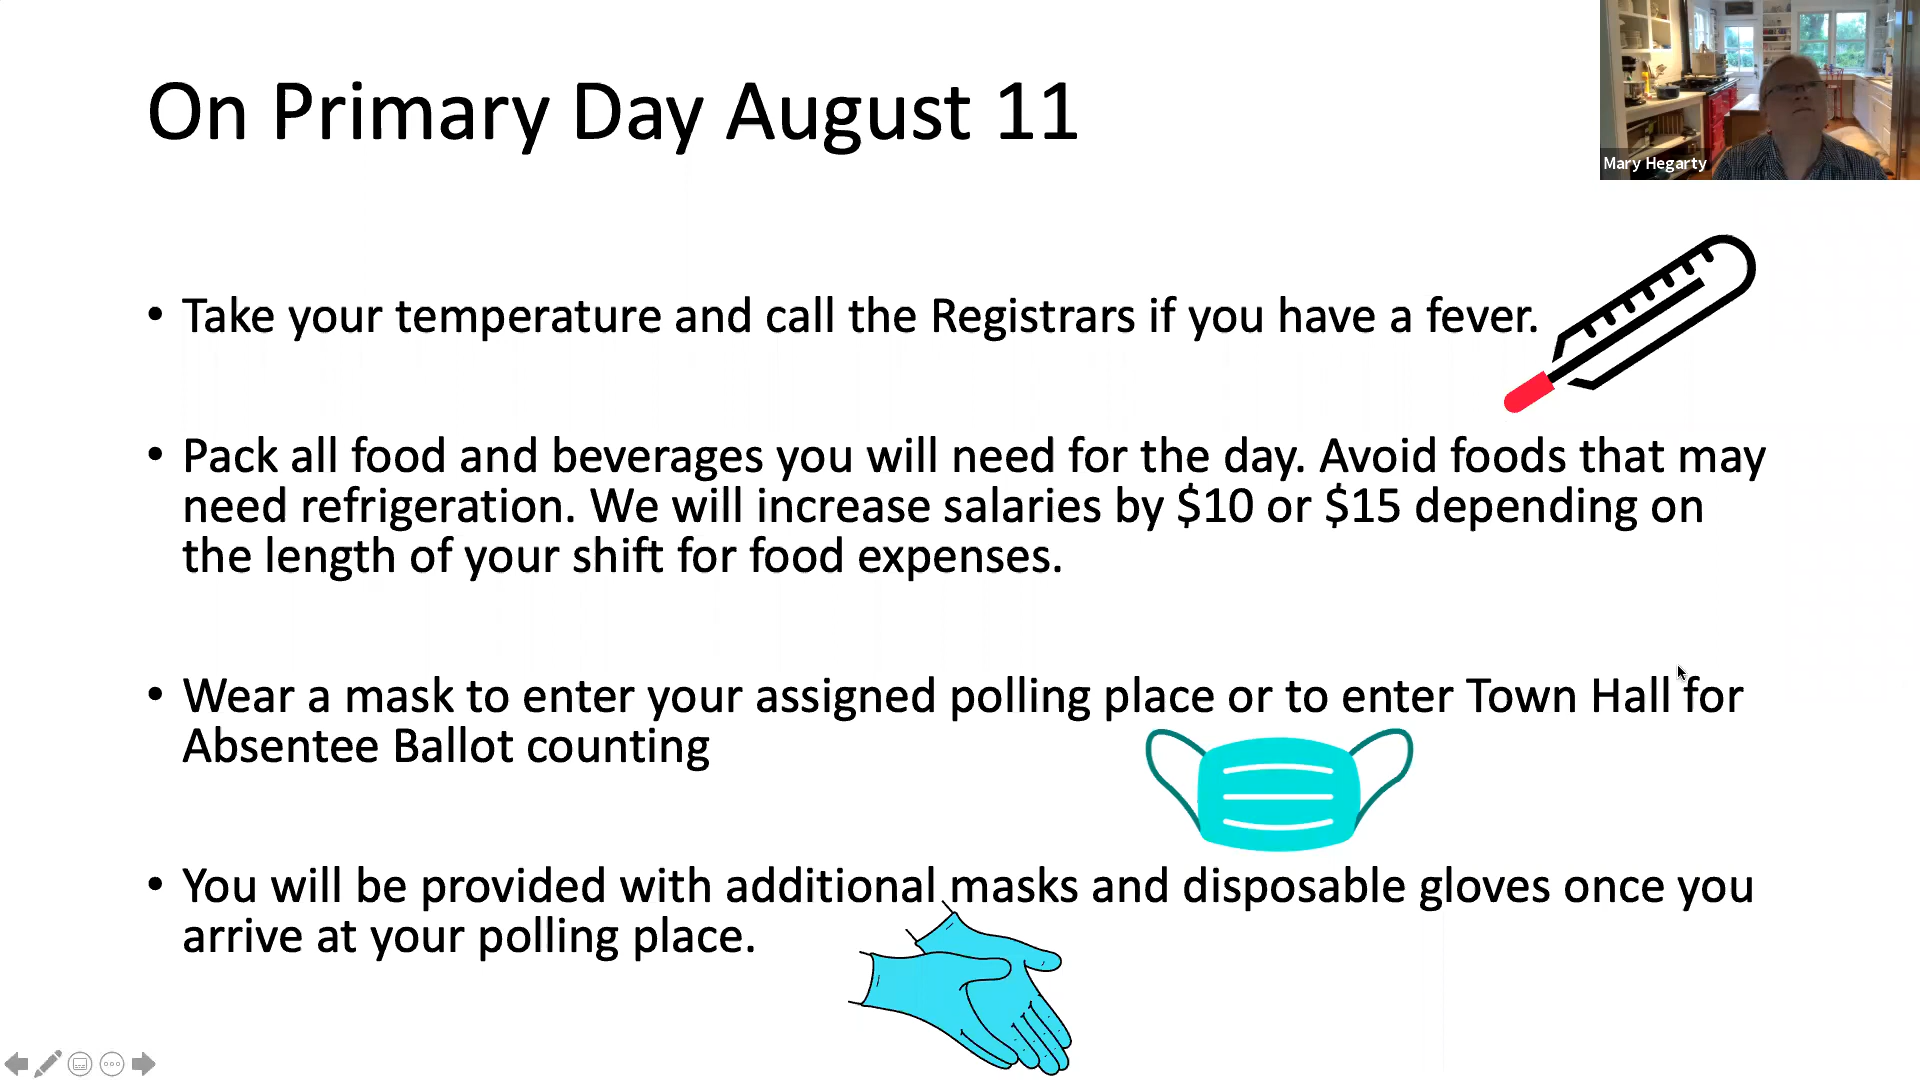 On Primary Day August 11
Mary Hegarty
• Take your temperature and call the Registrars if you have a fever.
• Pack all food and beverages you will need for the day. Avoid foods that may
need refrigeration. We will increase salaries by $10 or $15 depending on
the length of your shift for food expenses.
• Wear a mask to enter your assigned polling place or to enter Town Hall for
Absentee Ballot counting
• You will be provided with additional masks and disposable gloves once you
arrive at your polling place.